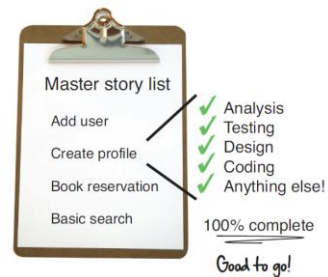 Master story list
Add user
Create profile
Book reservation
Basic search
Analysis
Testing
Design
Coding
Anything else!
100% complete
Good to go!